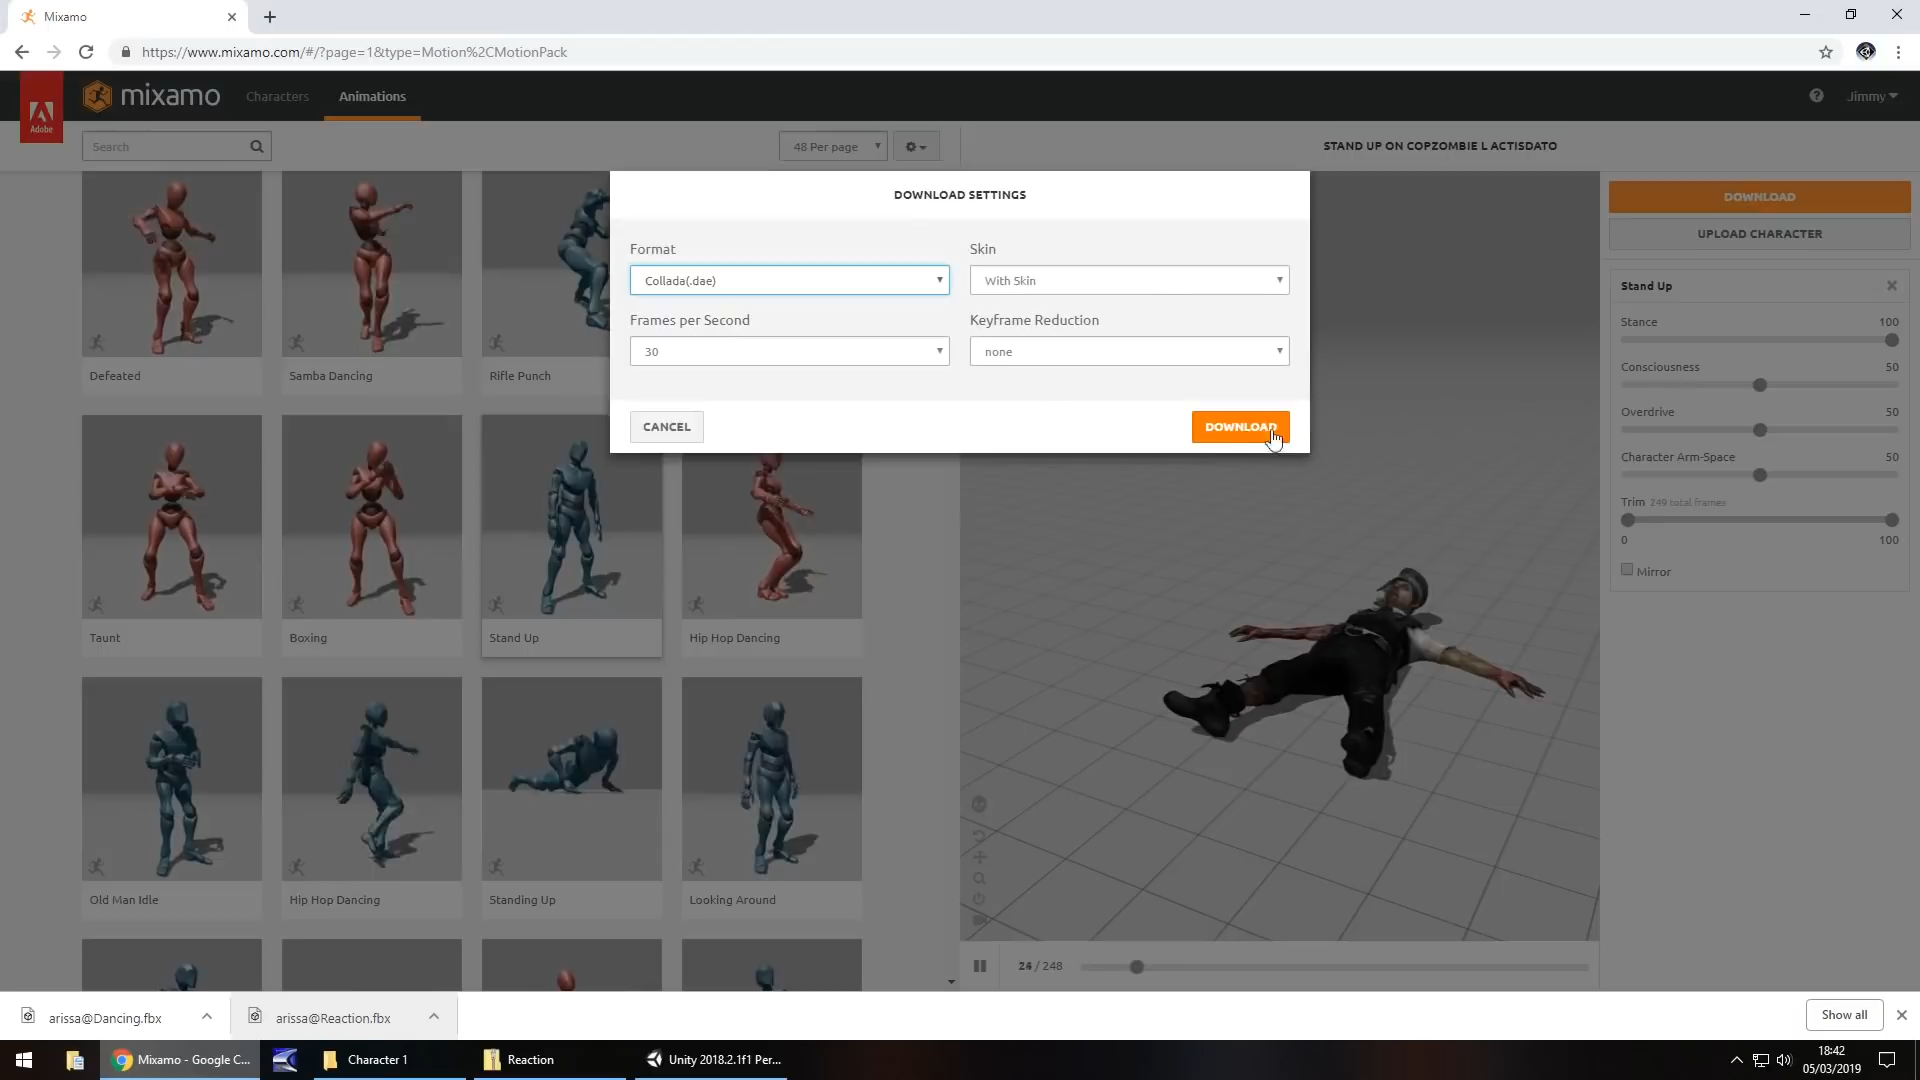 Mixamo
https://www.mixamo.com/#/?page=1&type=Motion%2CMotionPack
Adobe
mixamo
Characters
Animations
Jimmy
Search
48 Per page
STAND UP ON COPZOMBIE L ACTISDATO
DOWNLOAD SETTINGS
Format
Skin
Collada(.dae)
With Skin
Frames per Second
Keyframe Reduction
30
none
CANCEL
DOWNLOAD
DOWNLOAD
UPLOAD CHARACTER
Stand Up
Stance
100
Consciousness
50
Overdrive
50
Character Arm-Space
50
Trim 249 total frames
0
100
Mirror
Defeated
Samba Dancing
Rifle Punch
Taunt
Boxing
Stand Up
Hip Hop Dancing
Old Man Idle
Hip Hop Dancing
Standing Up
Looking Around
24 / 248
arissa@Dancing.fbx
arissa@Reaction.fbx
Show all
Mixamo - Google C...
Character 1
Reaction
Unity 2018.2.1f1 Per...
18:42
05/03/2019